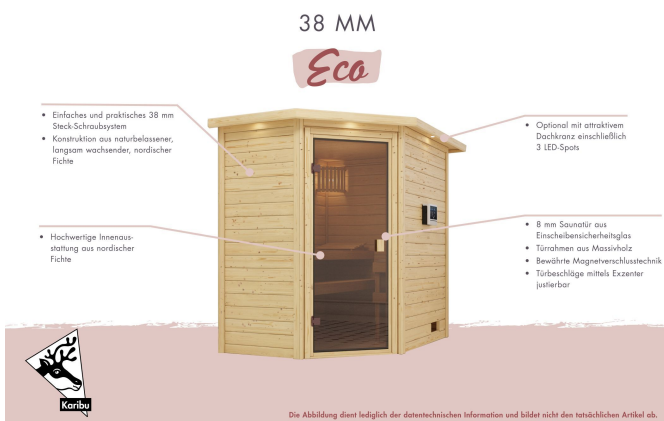 38 MM
Eco
• Einfaches und praktisches 38 mm
Steck-Schraubsystem
• Konstruktion aus naturbelassener,
langsam wachsender, nordischer
Fichte
• Optional mit attraktivem
Dachkranz einschließlich
3 LED-Spots
• Hochwertige Innenaus-
stattung aus nordischer
Fichte
• 8 mm Saunatür aus
Einscheibensicherheitsglas
• Türrahmen aus Massivholz
• Bewährte Magnetverschlusstechnik
• Türbeschläge mittels Exzenter
justierbar
Karibu
Die Abbildung dient lediglich der datentechnischen Information und bildet nicht den tatsächlichen Artikel ab.